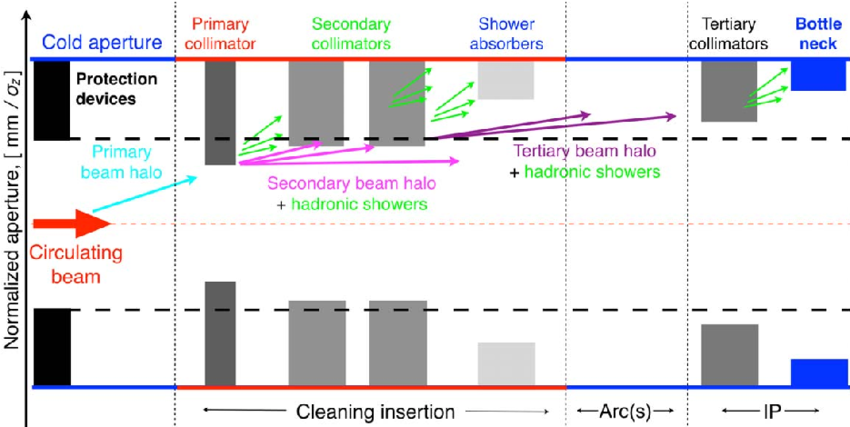 Normalized aperture, [ mm / σz ]
Cold aperture
Primary
collimator
Secondary
collimators
Shower
absorbers
Tertiary
collimators
Bottle
neck
Protection
devices
Primary
beam halo
Secondary beam halo
+ hadronic showers
Tertiary beam halo
+ hadronic showers
Circulating
beam
Cleaning insertion
Arc(s)
IP